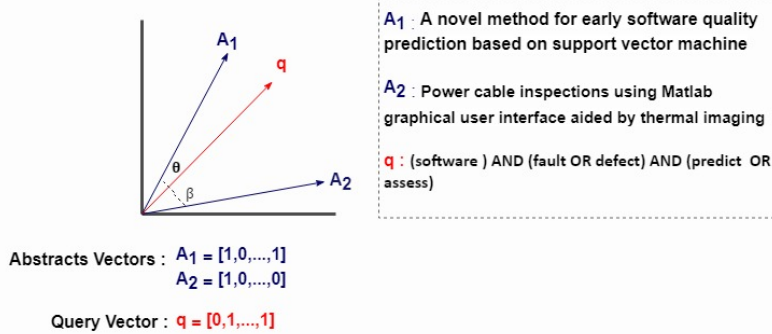 A1
q
θ
β
A2
A1 : A novel method for early software quality
prediction based on support vector machine
A2 : Power cable inspections using Matlab
graphical user interface aided by thermal imaging
q : (software ) AND (fault OR defect) AND (predict OR
assess)
Abstracts Vectors : A1 = [1,0,...,1]
A2 = [1,0,...,0]
Query Vector : q = [0,1,...,1]